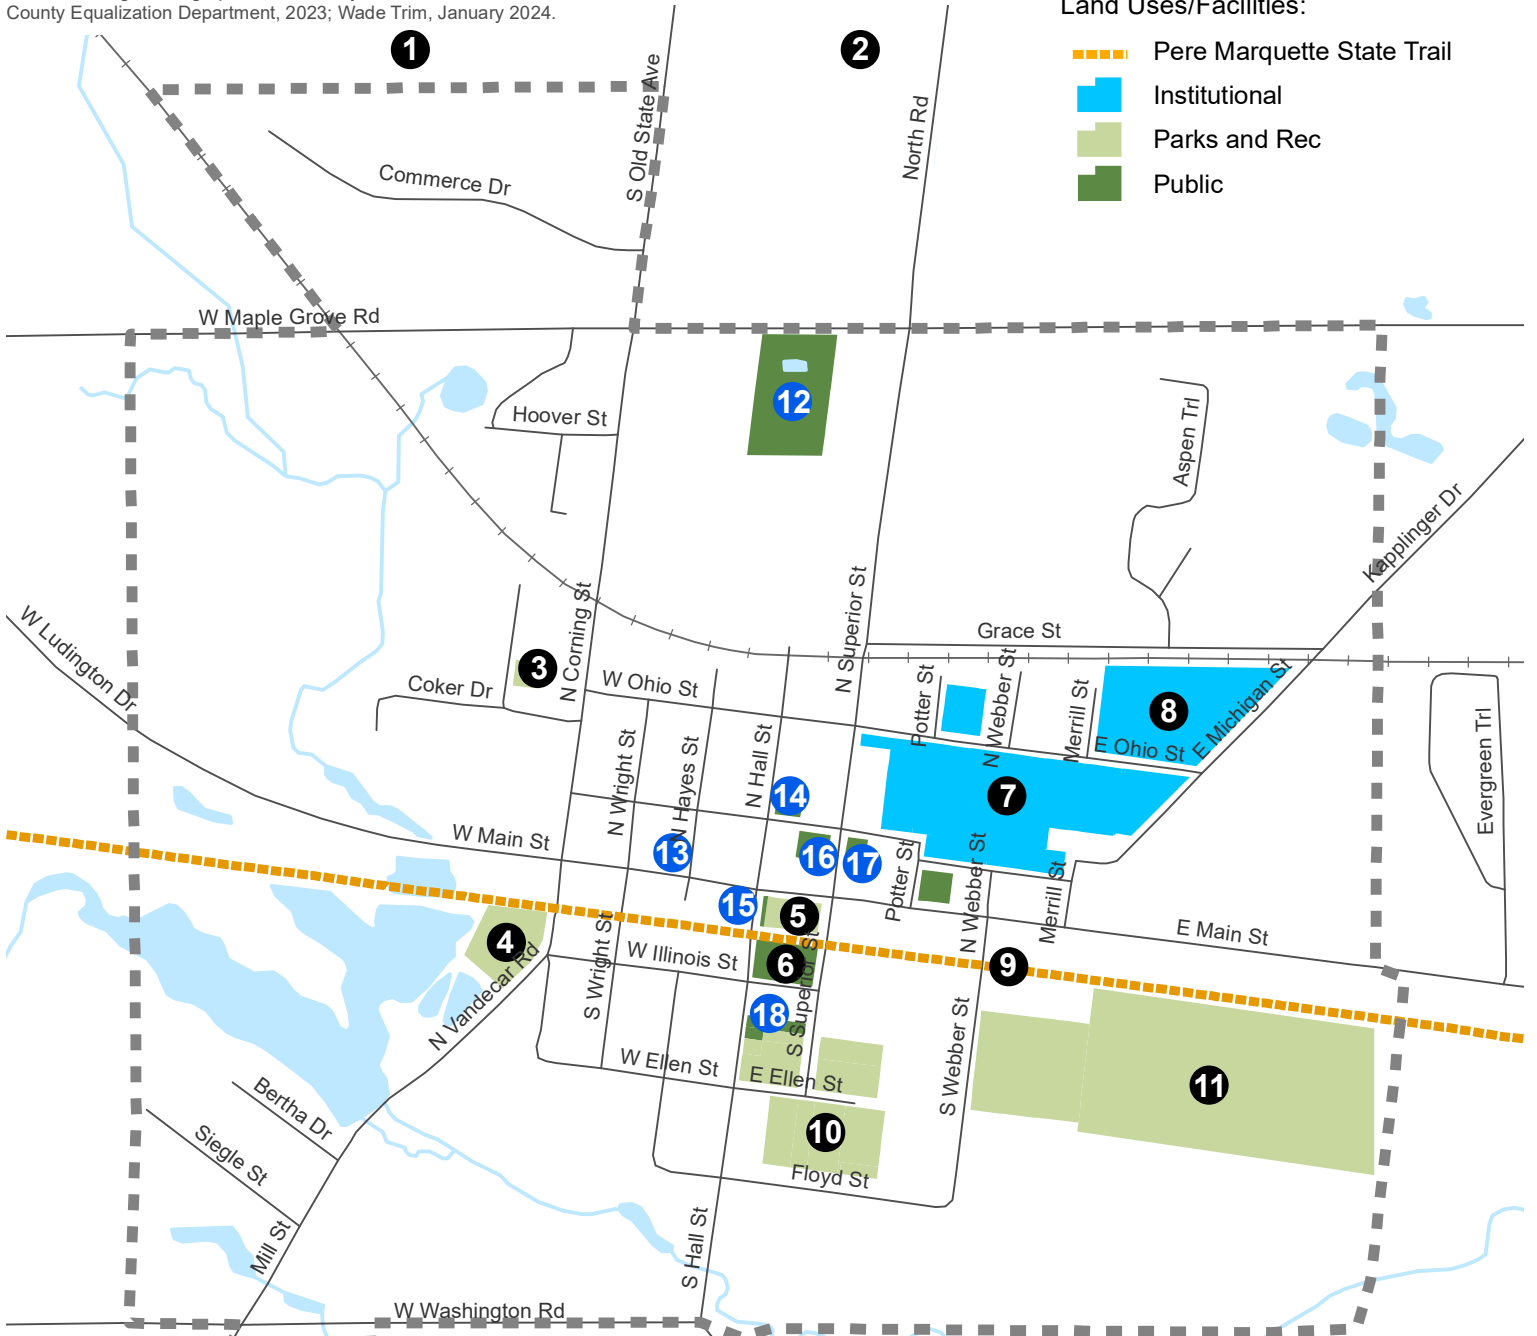 County Equalization Department, 2023; Wade Trim, January 2024.
Land Uses/Facilities:
Pere Marquette State Trail
Institutional
Parks and Rec
Public
1
2
S Old State Ave
North Rd
Commerce Dr
W Maple Grove Rd
12
Hoover St
Aspen Trl
Kapplinger Dr
W Ludington Dr
N Corning St
N Superior St
Grace St
3
Coker Dr
W Ohio St
Potter St
N Webber St
Merrill St
8
E Michigan St
E Ohio St
Evergreen Trl
N Wright St
N Hayes St
N Hall St
14
7
W Main St
13
16
17
Potter St
N Webber St
Merrill St
15
5
E Main St
4
N Vandecar Rd
S Wright St
W Illinois St
6
S Superior St
9
18
S Webber St
W Ellen St
E Ellen St
11
Bertha Dr
Siegle St
10
Floyd St
Mill St
S Hall St
W Washington Rd